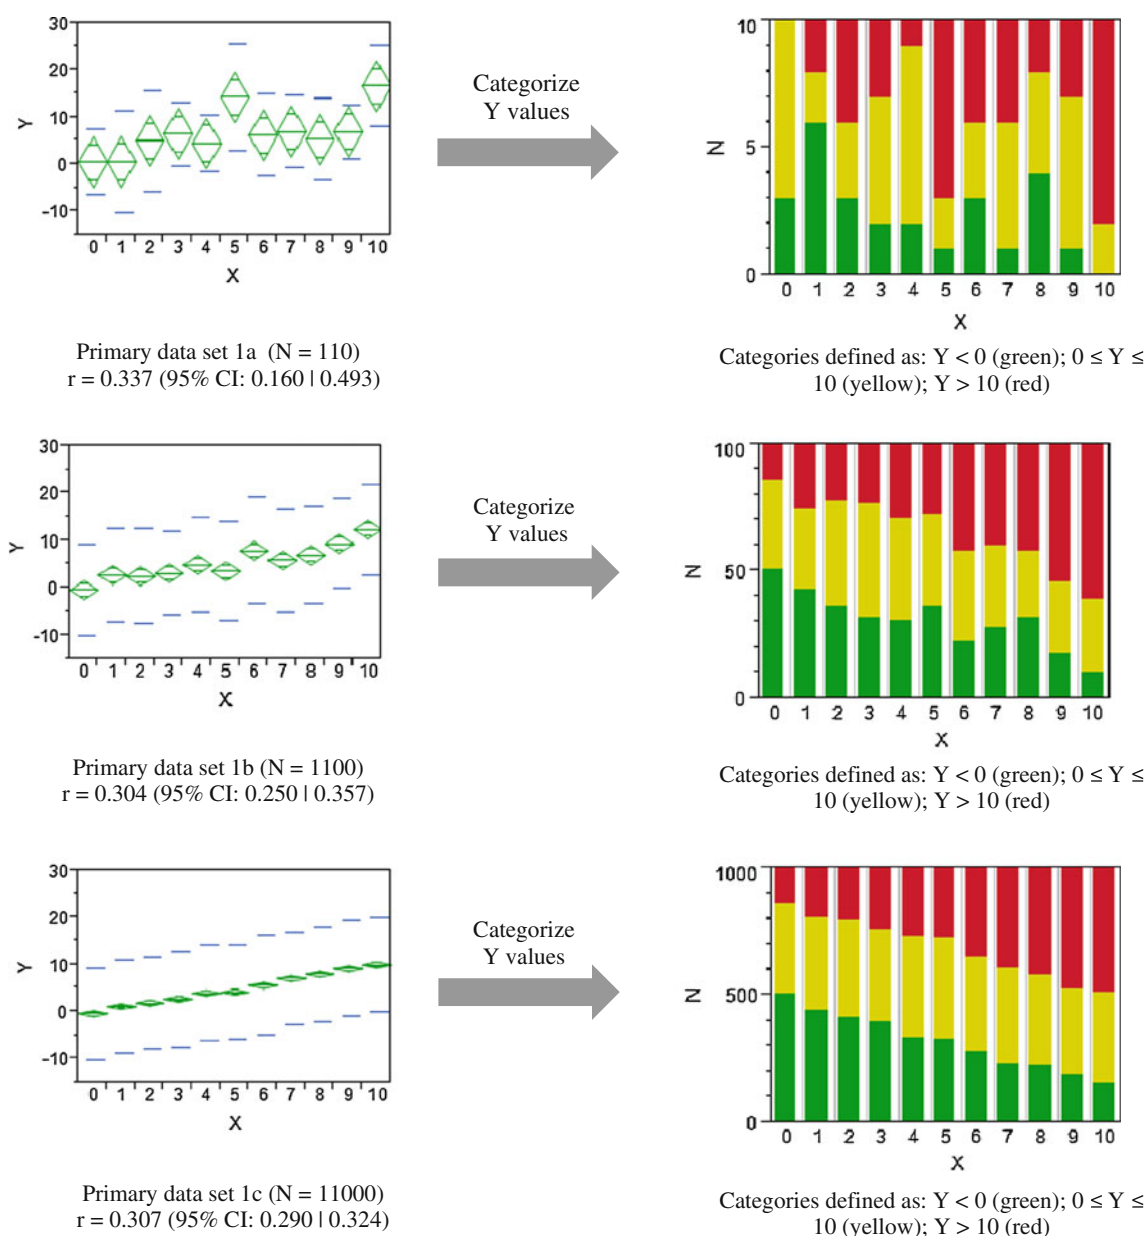 30
20
10
0
-10
Y
0 1 2 3 4 5 6 7 8 9 10
X
Categorize
Y values
10
5
0
N
0 1 2 3 4 5 6 7 8 9 10
X
Primary data set 1a (N = 110)
r = 0.337 (95% CI: 0.160 | 0.493)
Categories defined as: Y < 0 (green); 0 ≤ Y ≤
10 (yellow); Y > 10 (red)
30
20
10
0
-10
Y
0 1 2 3 4 5 6 7 8 9 10
X
Categorize
Y values
100
50
0
N
0 1 2 3 4 5 6 7 8 9 10
X
Primary data set 1b (N = 1100)
r = 0.304 (95% CI: 0.250 | 0.357)
Categories defined as: Y < 0 (green); 0 ≤ Y ≤
10 (yellow); Y > 10 (red)
30
20
10
0
-10
Y
0 1 2 3 4 5 6 7 8 9 10
X
Categorize
Y values
1000
500
0
N
0 1 2 3 4 5 6 7 8 9 10
X
Primary data set 1c (N = 11000)
r = 0.307 (95% CI: 0.290 | 0.324)
Categories defined as: Y < 0 (green); 0 ≤ Y ≤
10 (yellow); Y > 10 (red)